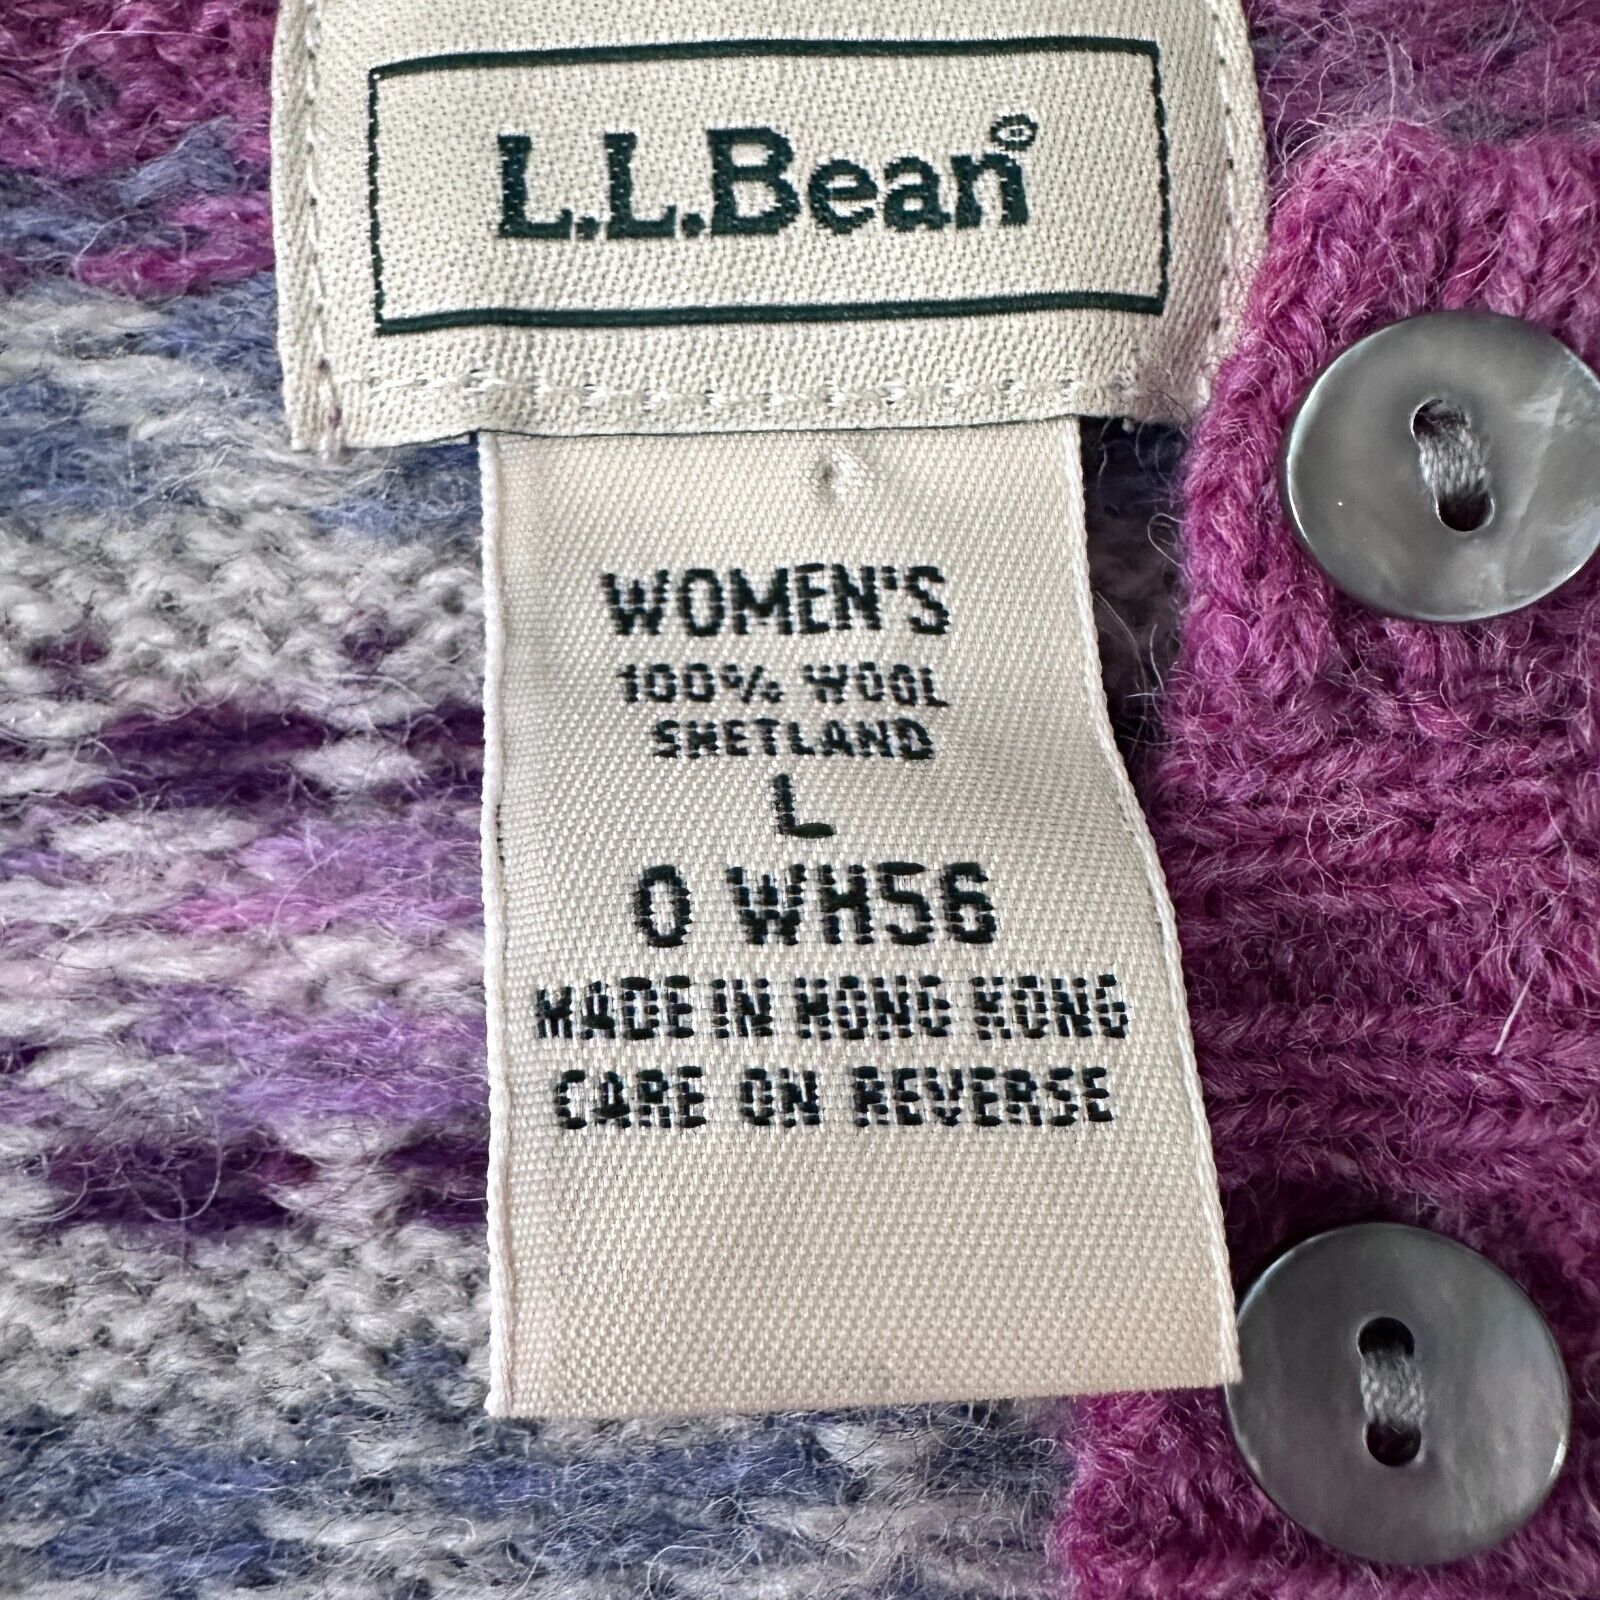 L.L.Bean®
WOMEN'S
100% WOOL
SHETLAND
L
0 WH56
MADE IN HONG KONG
CARE ON REVERSE